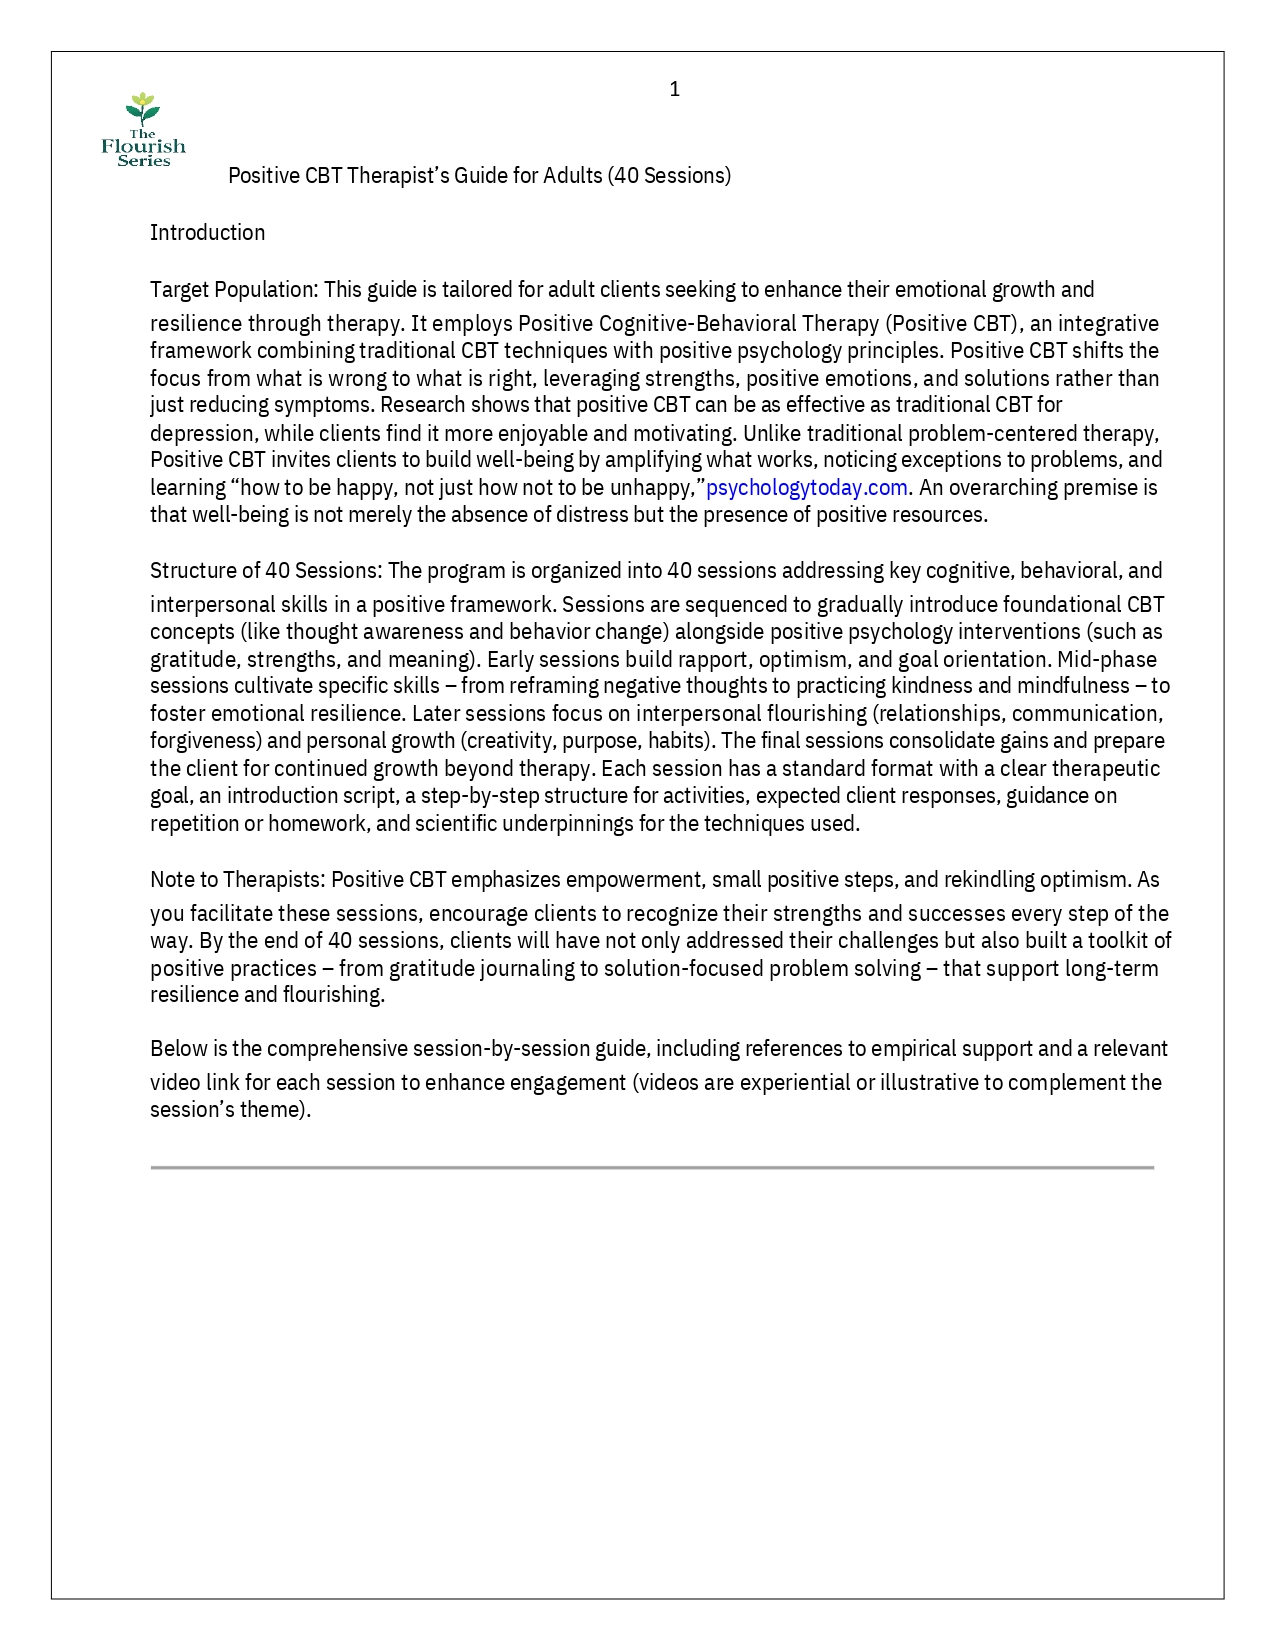 1
The
Flourish
Series
Positive CBT Therapist’s Guide for Adults (40 Sessions)
Introduction
Target Population: This guide is tailored for adult clients seeking to enhance their emotional growth and
resilience through therapy. It employs Positive Cognitive-Behavioral Therapy (Positive CBT), an integrative
framework combining traditional CBT techniques with positive psychology principles. Positive CBT shifts the
focus from what is wrong to what is right, leveraging strengths, positive emotions, and solutions rather than
just reducing symptoms. Research shows that positive CBT can be as effective as traditional CBT for
depression, while clients find it more enjoyable and motivating. Unlike traditional problem-centered therapy,
Positive CBT invites clients to build well-being by amplifying what works, noticing exceptions to problems, and
learning “how to be happy, not just how not to be unhappy,”psychologytoday.com. An overarching premise is
that well-being is not merely the absence of distress but the presence of positive resources.
Structure of 40 Sessions: The program is organized into 40 sessions addressing key cognitive, behavioral, and
interpersonal skills in a positive framework. Sessions are sequenced to gradually introduce foundational CBT
concepts (like thought awareness and behavior change) alongside positive psychology interventions (such as
gratitude, strengths, and meaning). Early sessions build rapport, optimism, and goal orientation. Mid-phase
sessions cultivate specific skills – from reframing negative thoughts to practicing kindness and mindfulness – to
foster emotional resilience. Later sessions focus on interpersonal flourishing (relationships, communication,
forgiveness) and personal growth (creativity, purpose, habits). The final sessions consolidate gains and prepare
the client for continued growth beyond therapy. Each session has a standard format with a clear therapeutic
goal, an introduction script, a step-by-step structure for activities, expected client responses, guidance on
repetition or homework, and scientific underpinnings for the techniques used.
Note to Therapists: Positive CBT emphasizes empowerment, small positive steps, and rekindling optimism. As
you facilitate these sessions, encourage clients to recognize their strengths and successes every step of the
way. By the end of 40 sessions, clients will have not only addressed their challenges but also built a toolkit of
positive practices – from gratitude journaling to solution-focused problem solving – that support long-term
resilience and flourishing.
Below is the comprehensive session-by-session guide, including references to empirical support and a relevant
video link for each session to enhance engagement (videos are experiential or illustrative to complement the
session’s theme).